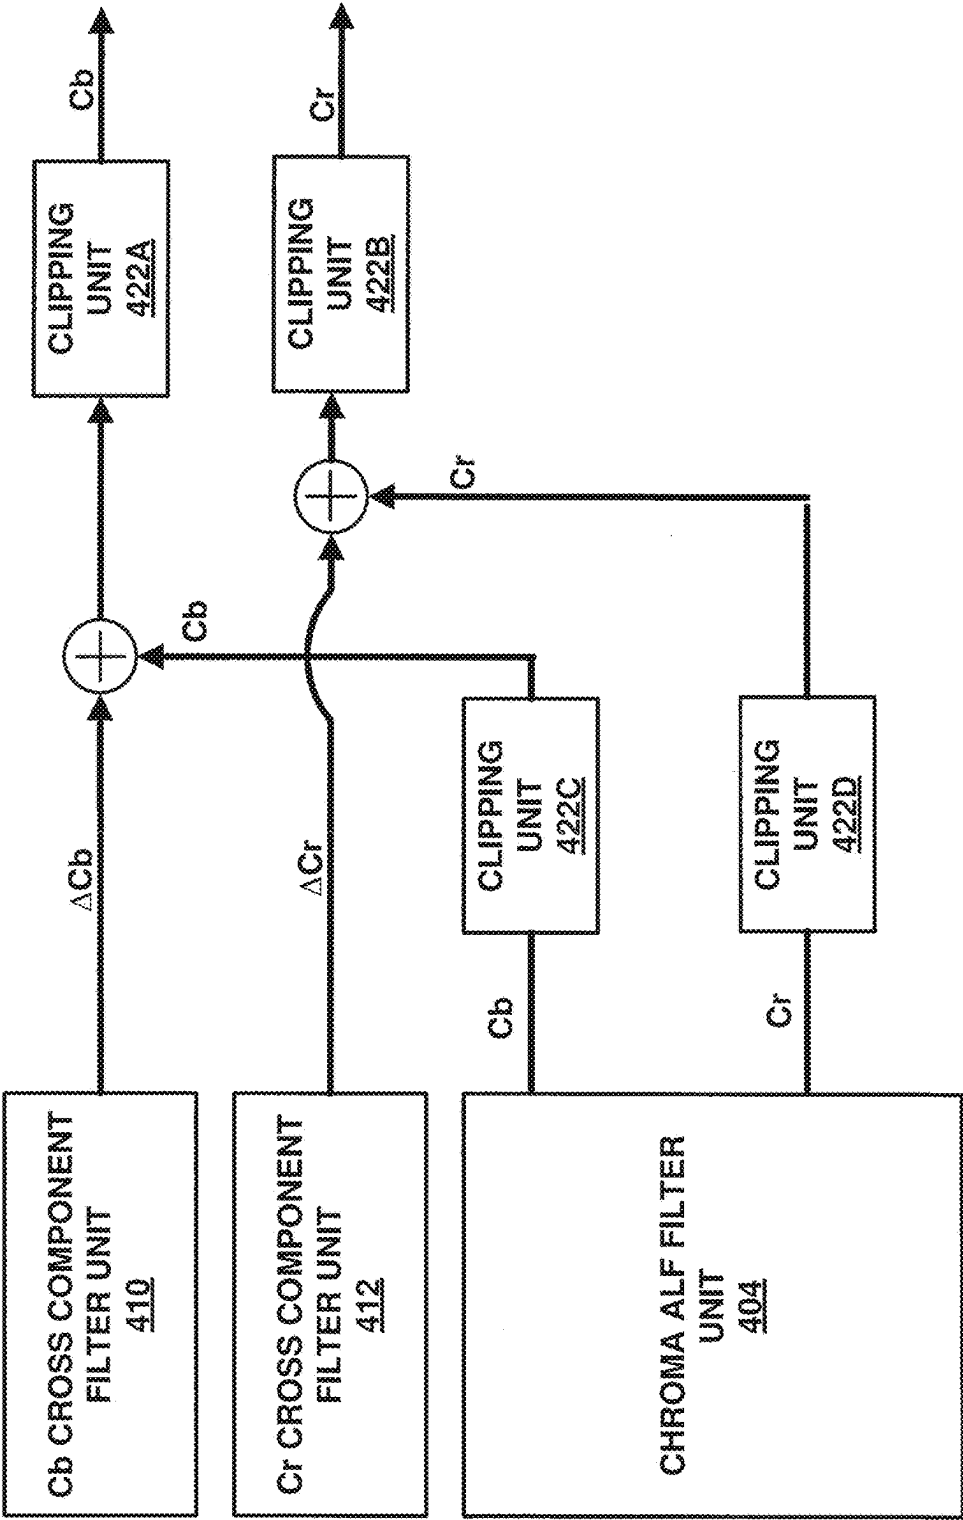 Cb CROSS COMPONENT
FILTER UNIT
410
ΔCb
Cb
CLIPPING
UNIT
422A
Cb
Cr CROSS COMPONENT
FILTER UNIT
412
ΔCr
Cr
CLIPPING
UNIT
422B
Cr
CHROMA ALF FILTER
UNIT
404
Cb
CLIPPING
UNIT
422C
Cr
CLIPPING
UNIT
422D